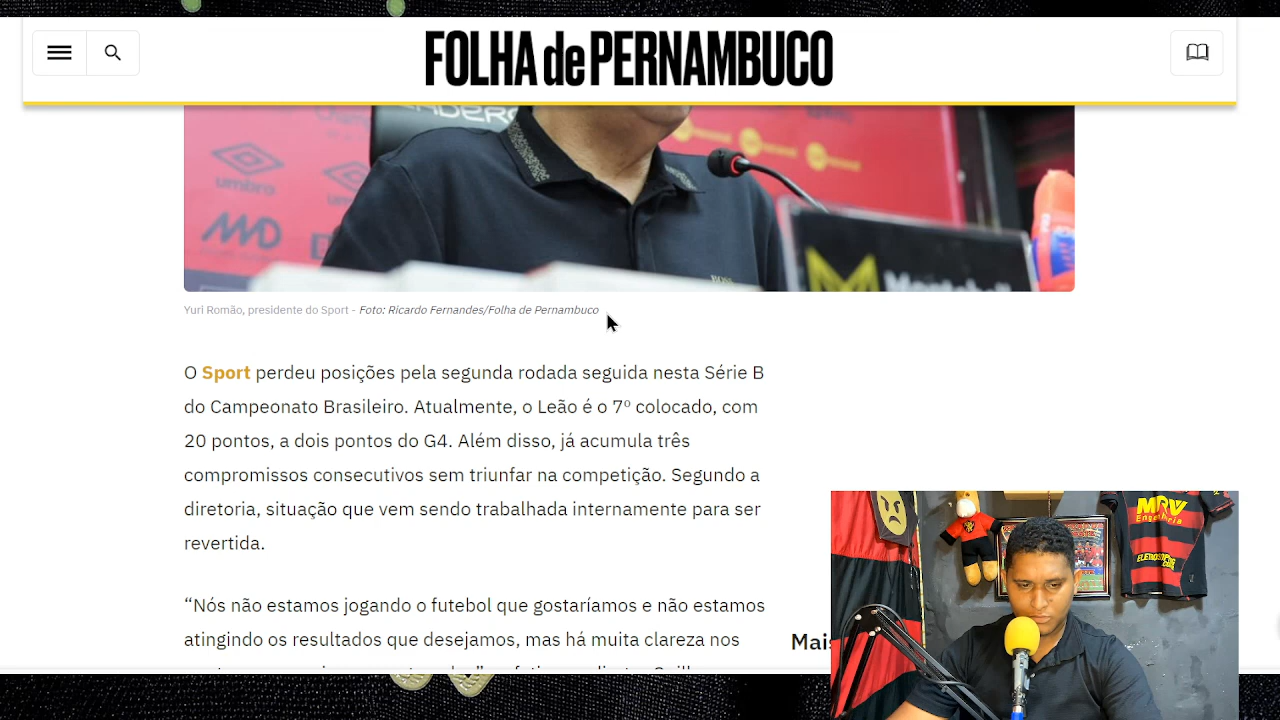 FOLHA de PERNAMBUCO
umbro
MD
BOSS
Yuri Romão, presidente do Sport - Foto: Ricardo Fernandes/Folha de Pernambuco
O Sport perdeu posições pela segunda rodada seguida nesta Série B
do Campeonato Brasileiro. Atualmente, o Leão é o 7º colocado, com
20 pontos, a dois pontos do G4. Além disso, já acumula três
compromissos consecutivos sem triunfar na competição. Segundo a
diretoria, situação que vem sendo trabalhada internamente para ser
revertida.
“Nós não estamos jogando o futebol que gostaríamos e não estamos
atingindo os resultados que desejamos, mas há muita clareza nos
Mais
MRV
Engenharia